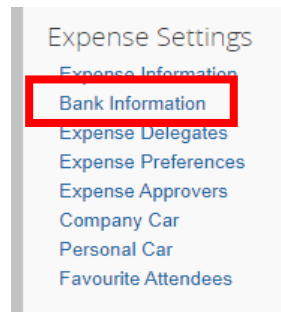 Expense Settings
Expense Information
Bank Information
Expense Delegates
Expense Preferences
Expense Approvers
Company Car
Personal Car
Favourite Attendees